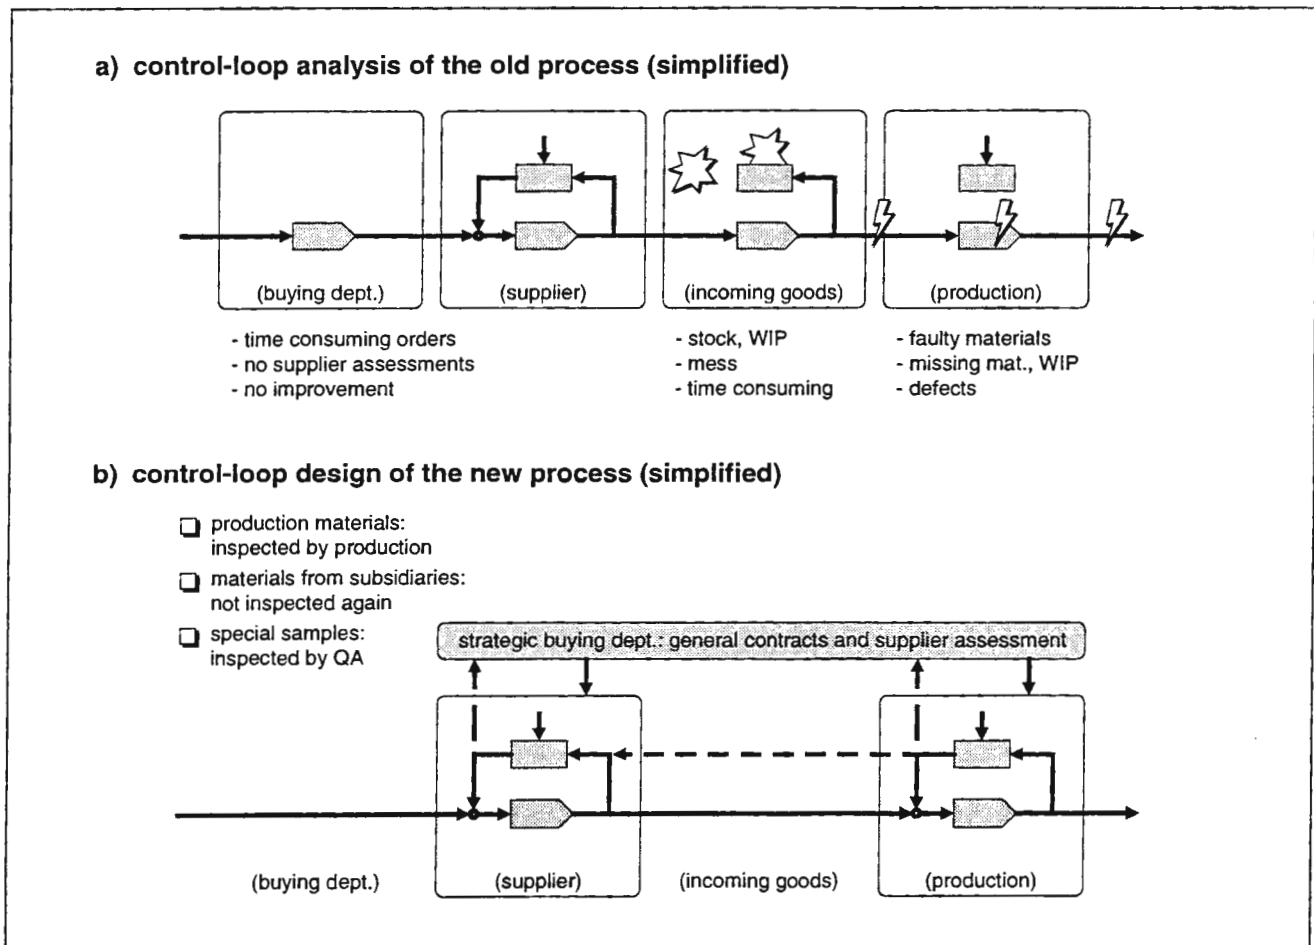 a) control-loop analysis of the old process (simplified)
(buying dept.)
(supplier)
(incoming goods)
(production)
- time consuming orders
- no supplier assessments
- no improvement
- stock, WIP
- mess
- time consuming
- faulty materials
- missing mat., WIP
- defects
b) control-loop design of the new process (simplified)
production materials:
inspected by production
materials from subsidiaries:
not inspected again
special samples:
inspected by QA
strategic buying dept.: general contracts and supplier assessment
(buying dept.)
(supplier)
(incoming goods)
(production)